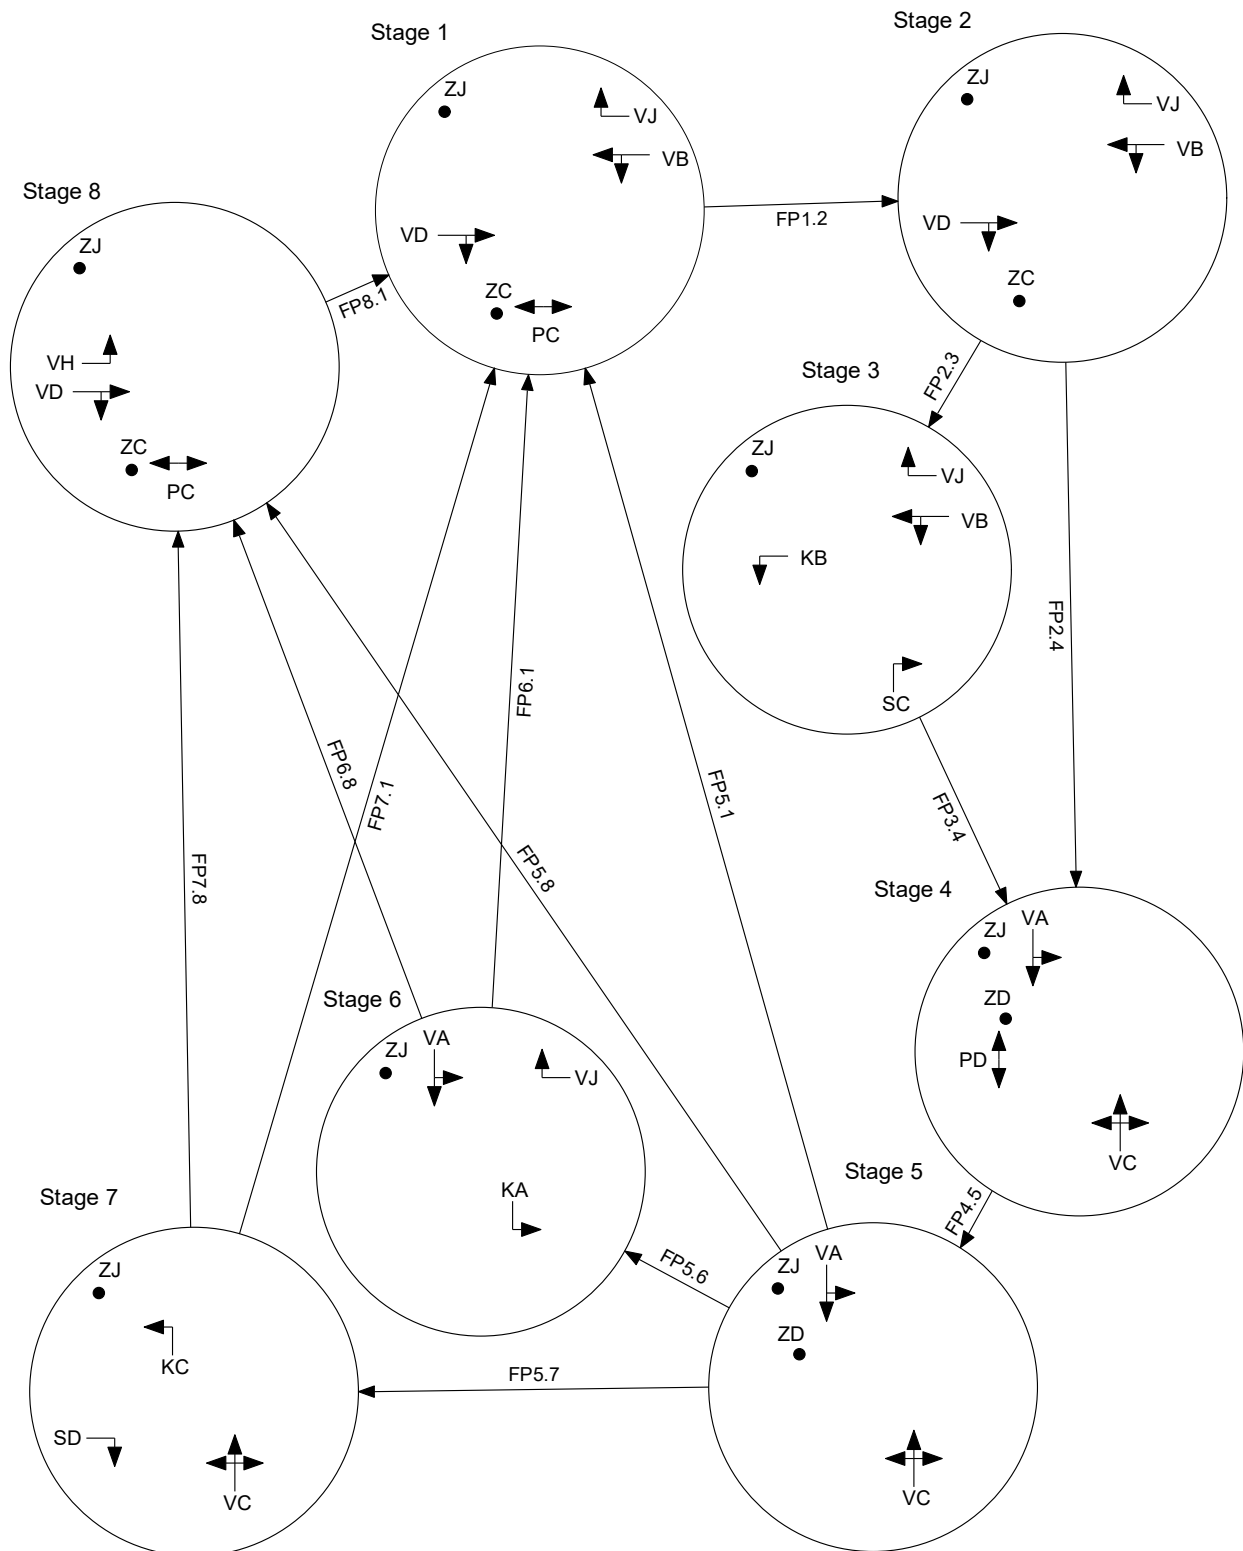 Stage 1
ZJ
VJ
VB
VD
ZC
PC
FP1.2
Stage 2
ZJ
VJ
VB
VD
ZC
Stage 8
ZJ
VH
VD
ZC
PC
FP8.1
FP2.3
FP2.4
Stage 3
ZJ
VJ
VB
KB
SC
FP3.4
Stage 4
VA
ZJ
ZD
PD
VC
FP4.5
FP7.8
FP6.8
FP7.1
FP6.1
FP5.8
FP5.1
Stage 6
VA
ZJ
VJ
KA
FP5.6
Stage 5
VA
ZJ
ZD
VC
FP5.7
Stage 7
ZJ
KC
SD
VC